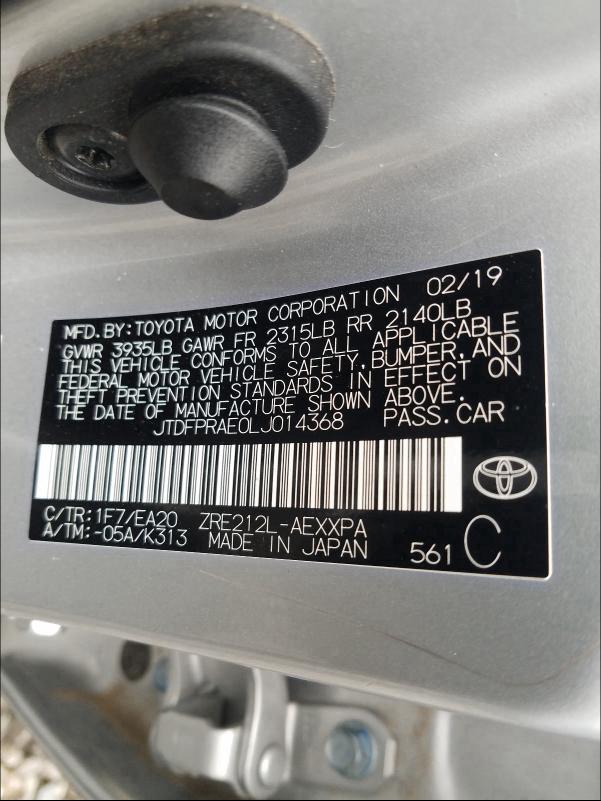 MFD.BY:TOYOTA MOTOR CORPORATION 02/19
GVWR 3935LB GAWR FR 2315LB RR 2140LB
THIS VEHICLE CONFORMS TO ALL APPLICABLE
FEDERAL MOTOR VEHICLE SAFETY,BUMPER,AND
THEFT PREVENTION STANDARDS IN EFFECT ON
THE DATE OF MANUFACTURE SHOWN ABOVE.
JTDFPRAE0LJ014368 PASS.CAR
C/TR:1F7/EA20 ZRE212L-AEXXPA
A/TM:-05A/K313 MADE IN JAPAN 561 C